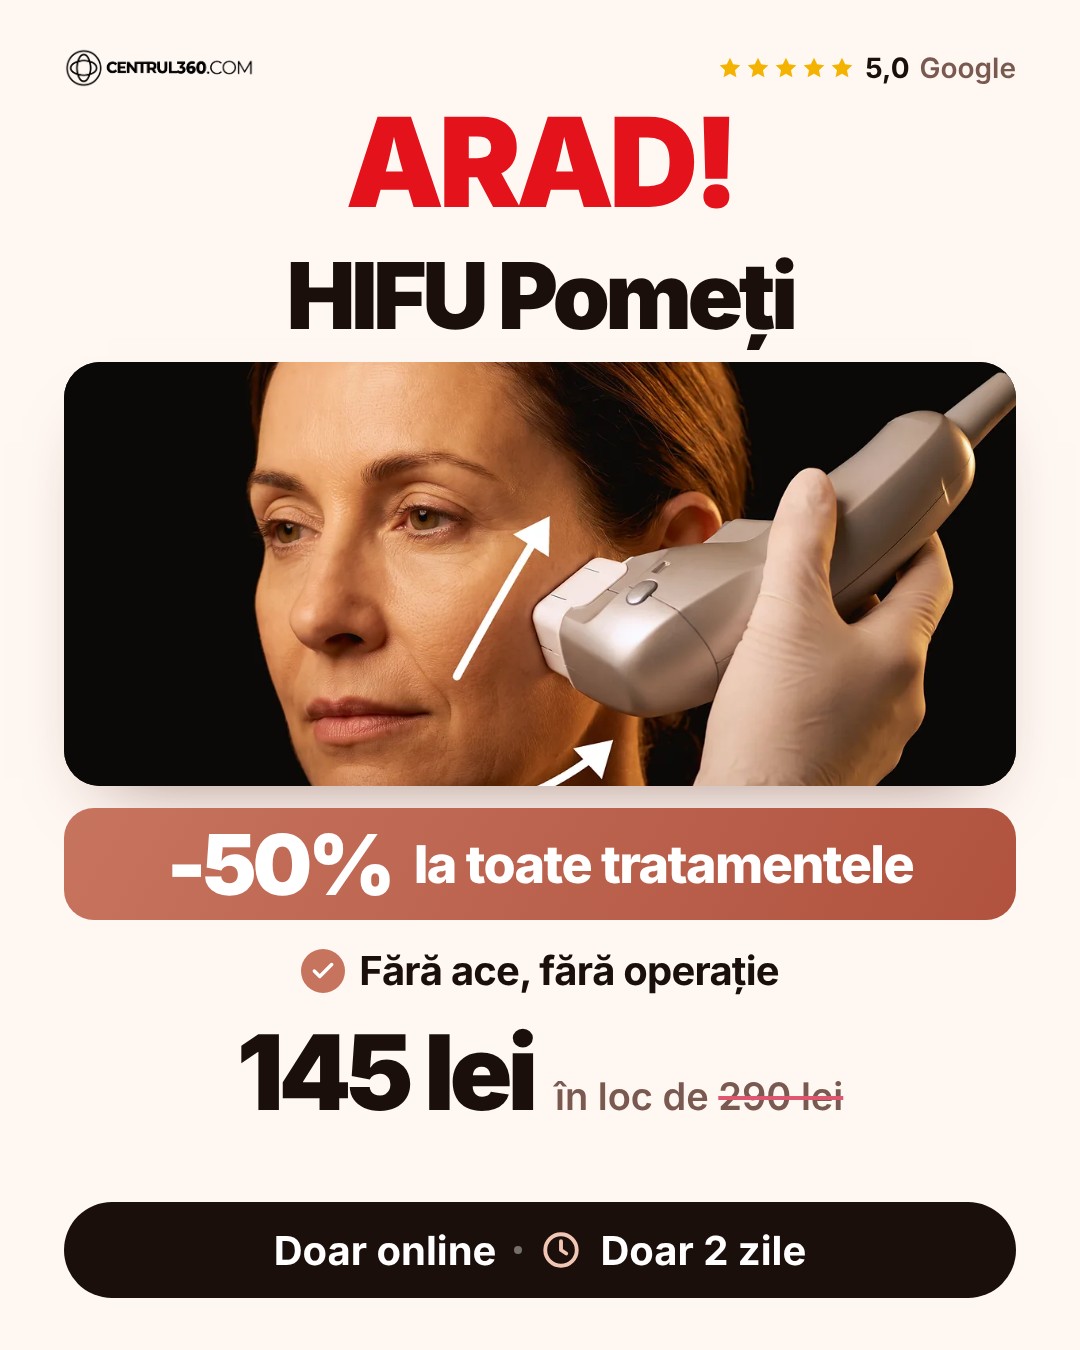 CENTRUL360.COM
5,0 Google
ARAD!
HIFU Pomeți
-50% la toate tratamentele
Fără ace, fără operație
145 lei în loc de 290 lei
Doar online • Doar 2 zile